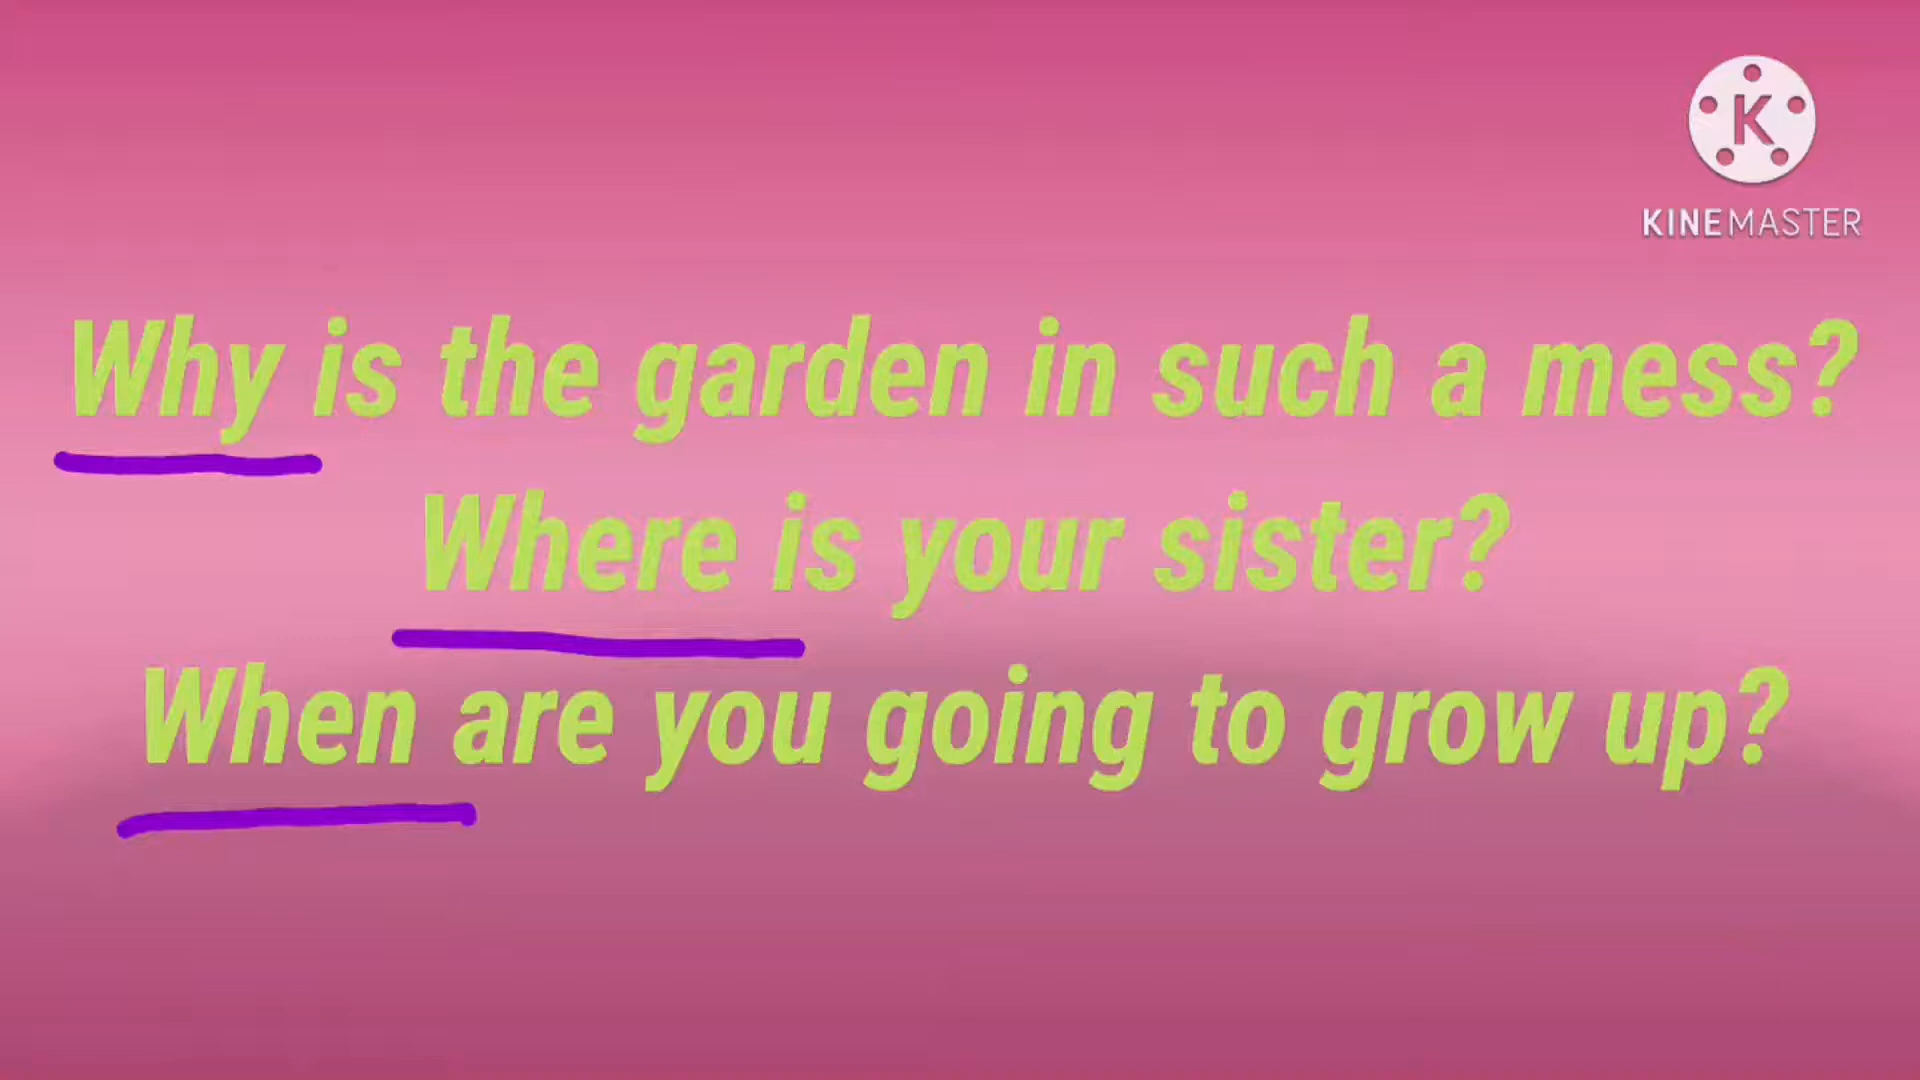 K
KINEMASTER
Why is the garden in such a mess?
Where is your sister?
When are you going to grow up?